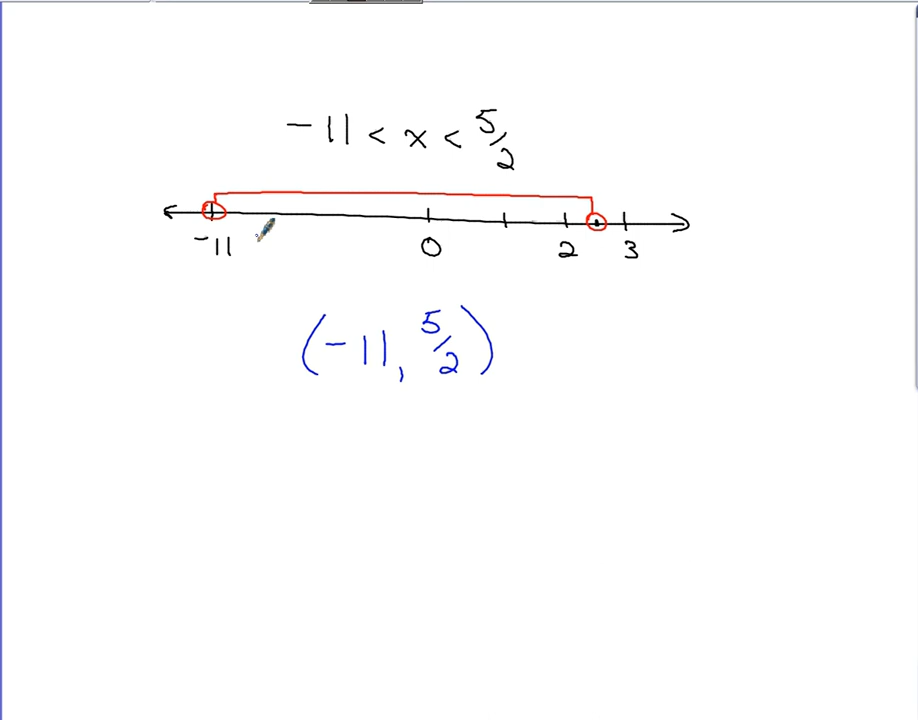 -11 < x < 5/2
-11 0 2 3
(-11, 5/2)